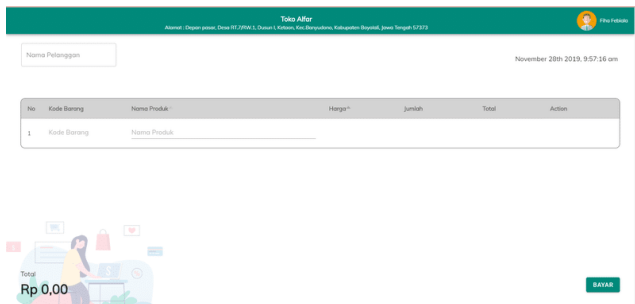 Toko Alfar
Alamat : Depan pasar, Desa RT.7/RW.1, Dusun I, Ketaon, Kec.Banyudono, Kabupaten Boyolali, Jawa Tengah 57373
Fiha Febiala
Nama Pelanggan
November 28th 2019, 9:57:16 am
No Kode Barang Nama Produk Harga* Jumlah Total Action
1 Kode Barang Nama Produk
Total
Rp 0,00
BAYAR